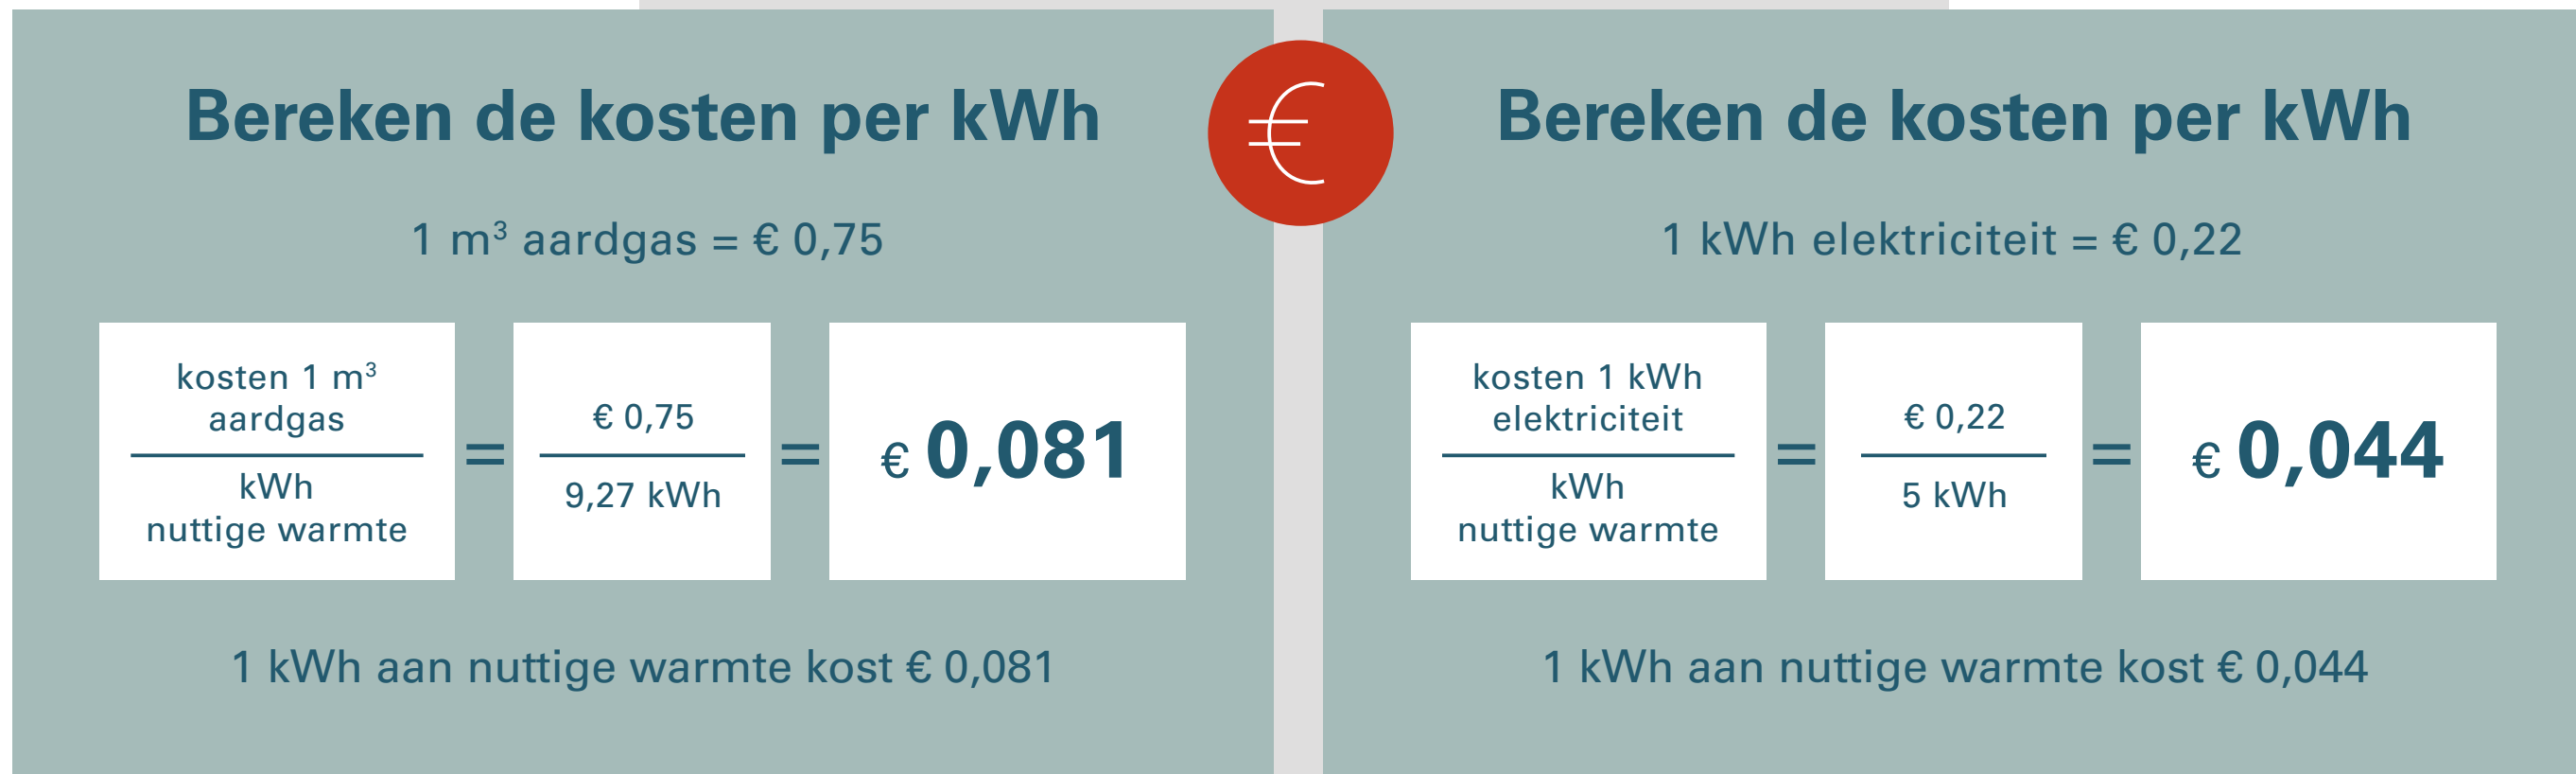 Bereken de kosten per kWh
1 m³ aardgas = € 0,75
kosten 1 m³
aardgas
kWh
nuttige warmte
=
€ 0,75
9,27 kWh
=
€ 0,081
1 kWh aan nuttige warmte kost € 0,081
€
Bereken de kosten per kWh
1 kWh elektriciteit = € 0,22
kosten 1 kWh
elektriciteit
kWh
nuttige warmte
=
€ 0,22
5 kWh
=
€ 0,044
1 kWh aan nuttige warmte kost € 0,044